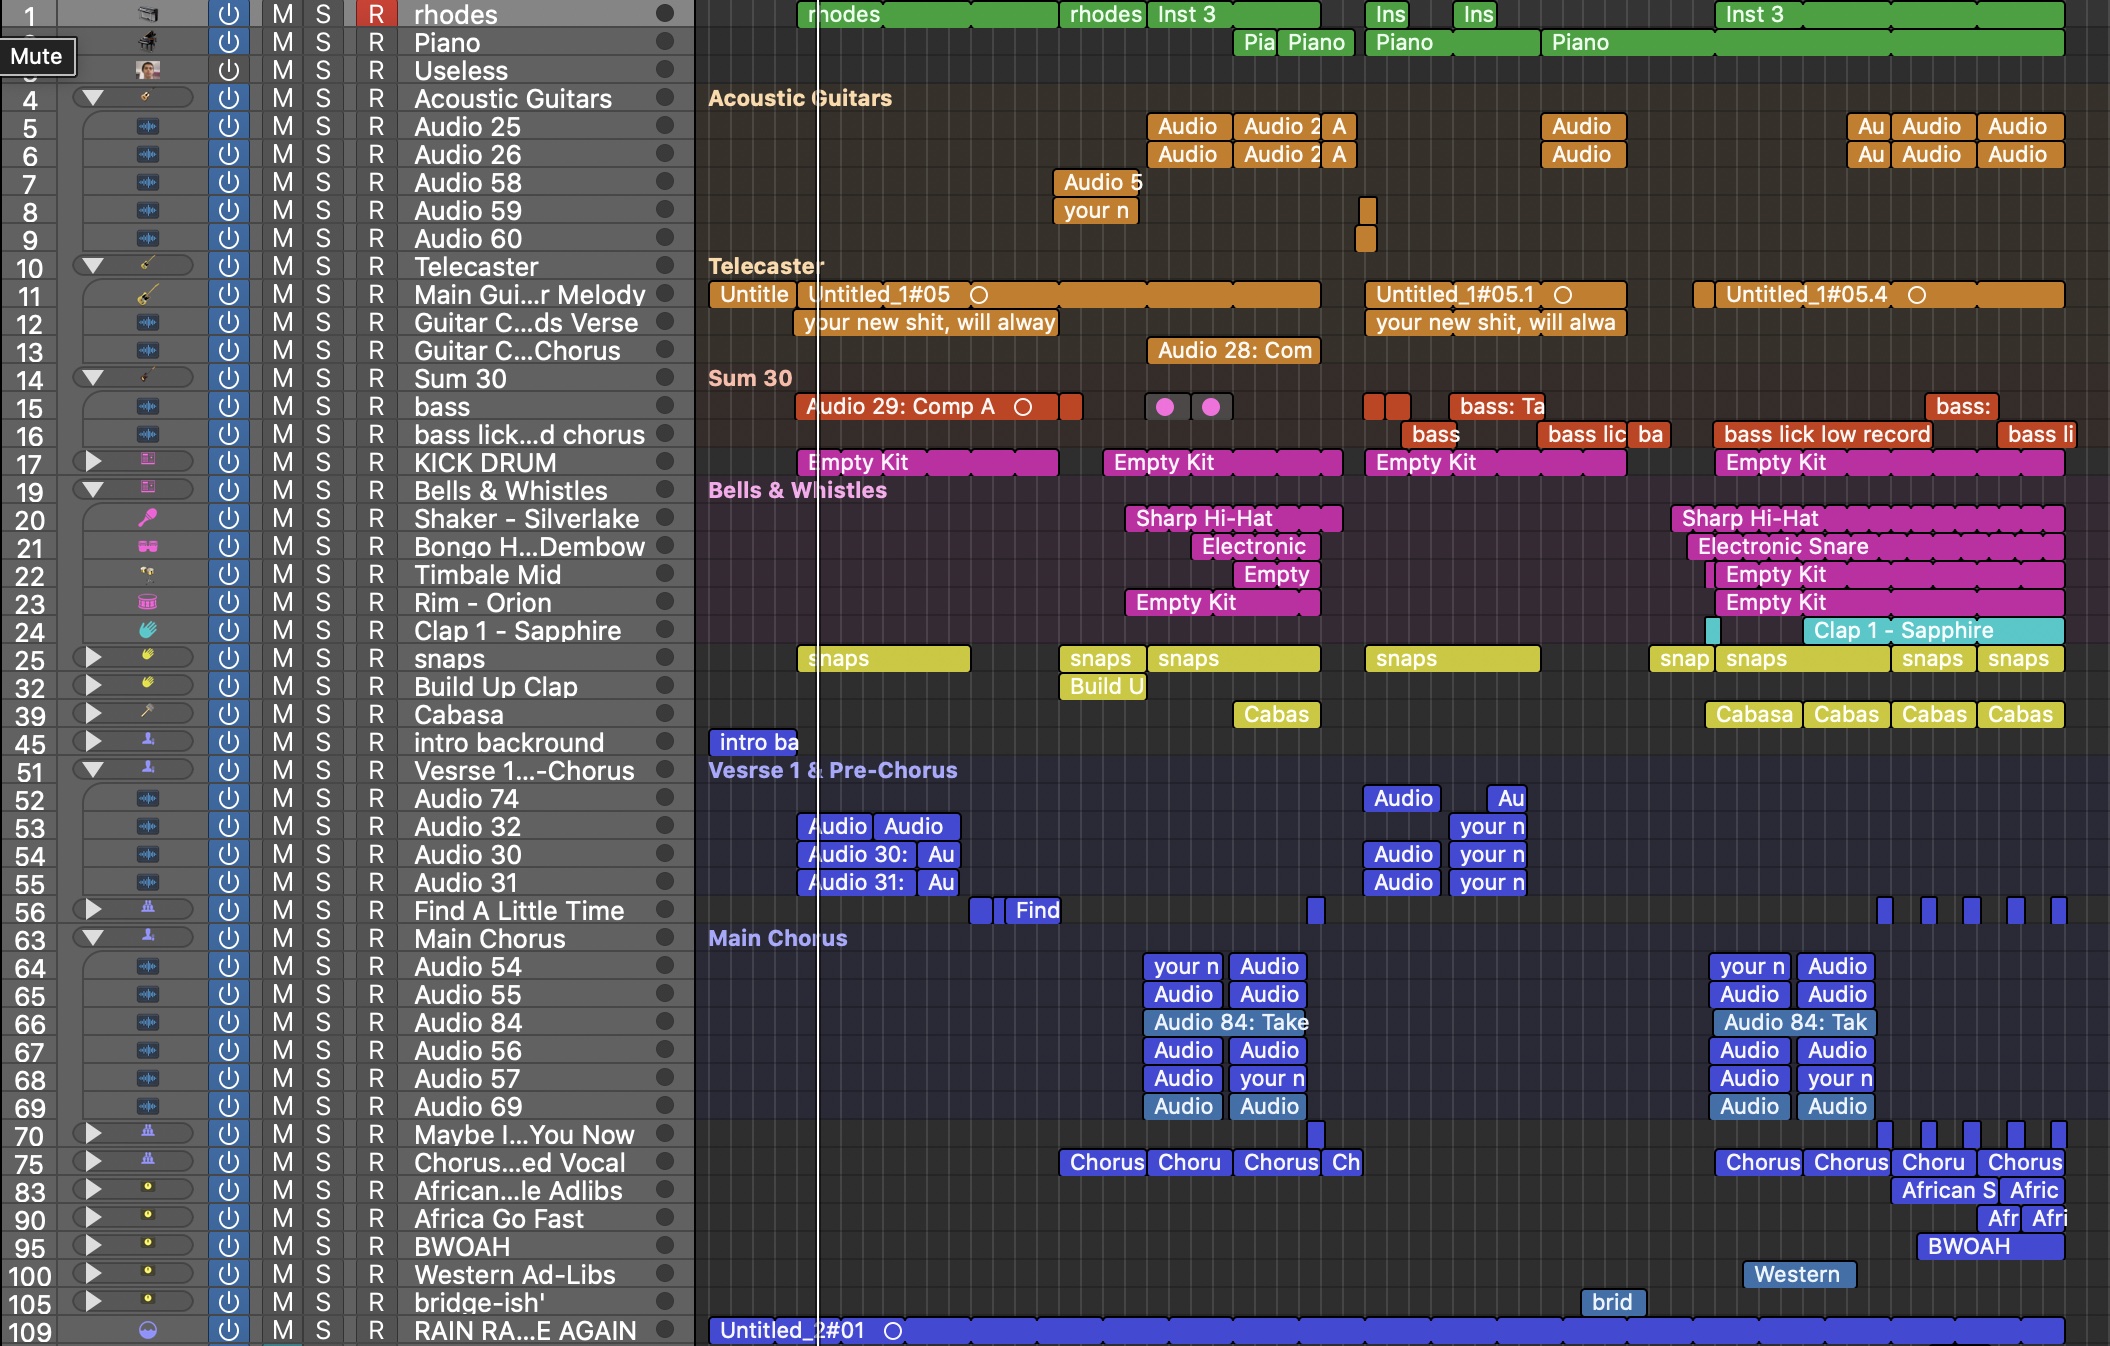 1 M S R rhodes rhodes rhodes Inst 3 Ins Ins Inst 3
M S R Piano Pia Piano Piano Piano
Mute
M S R Useless
4 M S R Acoustic Guitars Acoustic Guitars
5 M S R Audio 25 Audio Audio 2 A Audio Au Audio Audio
6 M S R Audio 26 Audio Audio 2 A Audio Au Audio Audio
7 M S R Audio 58 Audio 5
8 M S R Audio 59 your n
9 M S R Audio 60
10 M S R Telecaster Telecaster
11 M S R Main Gui...r Melody Untitle Untitled_1#05 Untitled_1#05.1 Untitled_1#05.4
12 M S R Guitar C...ds Verse your new shit, will alway your new shit, will alwa
13 M S R Guitar C...Chorus Audio 28: Com
14 M S R Sum 30 Sum 30
15 M S R bass Audio 29: Comp A bass: Ta bass:
16 M S R bass lick...d chorus bass bass lic ba bass lick low record bass li
17 M S R KICK DRUM Empty Kit Empty Kit Empty Kit Empty Kit
19 M S R Bells & Whistles Bells & Whistles
20 M S R Shaker - Silverlake Sharp Hi-Hat Sharp Hi-Hat
21 M S R Bongo H...Dembow Electronic Electronic Snare
22 M S R Timbale Mid Empty Empty Kit
23 M S R Rim - Orion Empty Kit Empty Kit
24 M S R Clap 1 - Sapphire Clap 1 - Sapphire
25 M S R snaps snaps snaps snaps snaps snap snaps snaps snaps
32 M S R Build Up Clap Build U
39 M S R Cabasa Cabas Cabasa Cabas Cabas Cabas
45 M S R intro backround intro ba
51 M S R Vesrse 1...-Chorus Vesrse 1 & Pre-Chorus
52 M S R Audio 74 Audio Au
53 M S R Audio 32 Audio Audio your n
54 M S R Audio 30 Audio 30: Au Audio your n
55 M S R Audio 31 Audio 31: Au Audio your n
56 M S R Find A Little Time Find
63 M S R Main Chorus Main Chorus
64 M S R Audio 54 your n Audio your n Audio
65 M S R Audio 55 Audio Audio Audio Audio
66 M S R Audio 84 Audio 84: Take Audio 84: Tak
67 M S R Audio 56 Audio Audio Audio Audio
68 M S R Audio 57 Audio your n Audio your n
69 M S R Audio 69 Audio Audio Audio Audio
70 M S R Maybe I...You Now
75 M S R Chorus...ed Vocal Chorus Choru Chorus Ch Chorus Chorus Choru Chorus
83 M S R African...le Adlibs African S Afric
90 M S R Africa Go Fast Afr Afri
95 M S R BWOAH BWOAH
100 M S R Western Ad-Libs Western
105 M S R bridge-ish' brid
109 M S R RAIN RA...E AGAIN Untitled_2#01